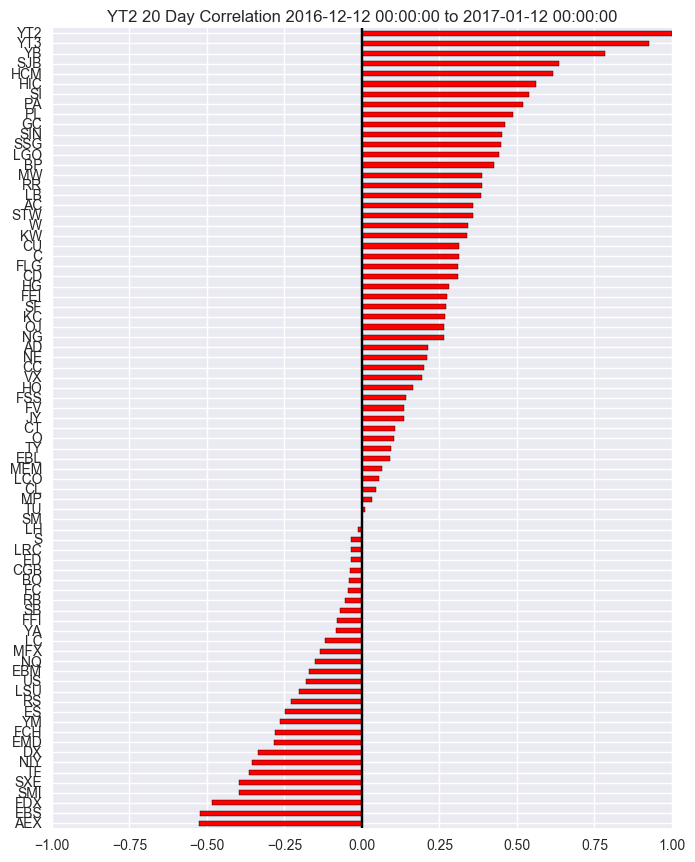 YT2 20 Day Correlation 2016-12-12 00:00:00 to 2017-01-12 00:00:00
YT2
YT3
YB
SJB
HCM
HIC
SI
PA
PL
GC
SIN
SSG
LGO
BP
MW
RR
LB
AC
STW
W
KW
CU
C
FLG
CD
HG
FEI
SF
KC
OJ
NG
AD
NE
CC
VX
HO
FSS
FV
JY
CT
O
TY
EBL
MEM
LCO
CL
MP
TU
SM
LH
S
LRC
ED
CGB
BO
FC
RB
SB
FFI
YA
LC
MFX
NQ
EBM
US
LSU
RS
ES
YM
FCH
EMD
DX
NIY
TF
SXE
SMI
FDX
EBS
AEX
−1.00 −0.75 −0.50 −0.25 0.00 0.25 0.50 0.75 1.00